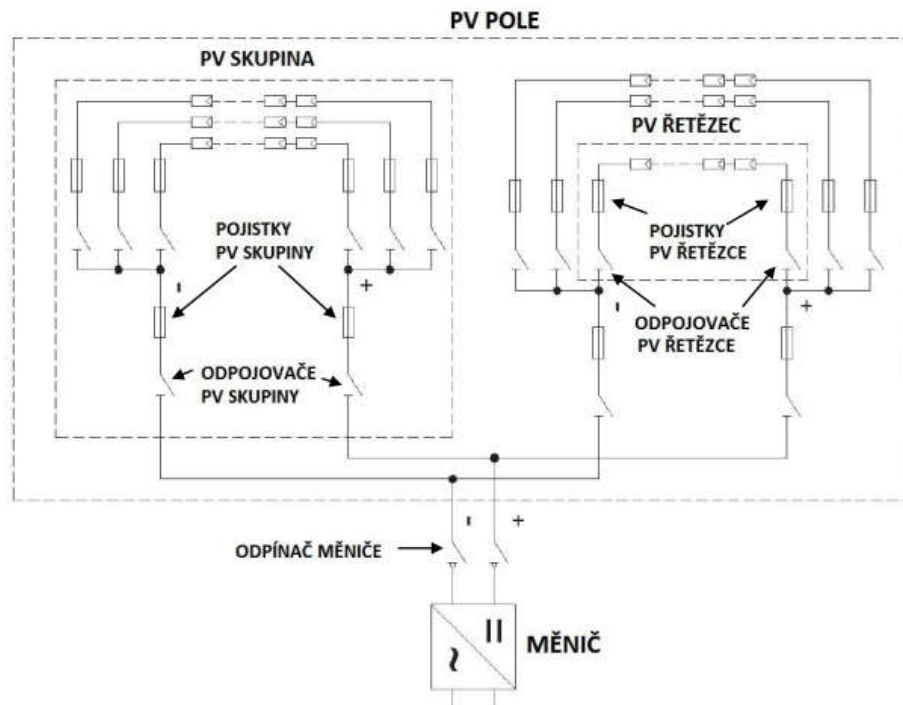 PV POLE
PV SKUPINA
PV ŘETĚZEC
POJISTKY
PV SKUPINY
POJISTKY
PV ŘETĚZCE
-
+
-
+
ODPOJOVAČE
PV ŘETĚZCE
ODPOJOVAČE
PV SKUPINY
-
+
ODPÍNAČ MĚNIČE
MĚNIČ